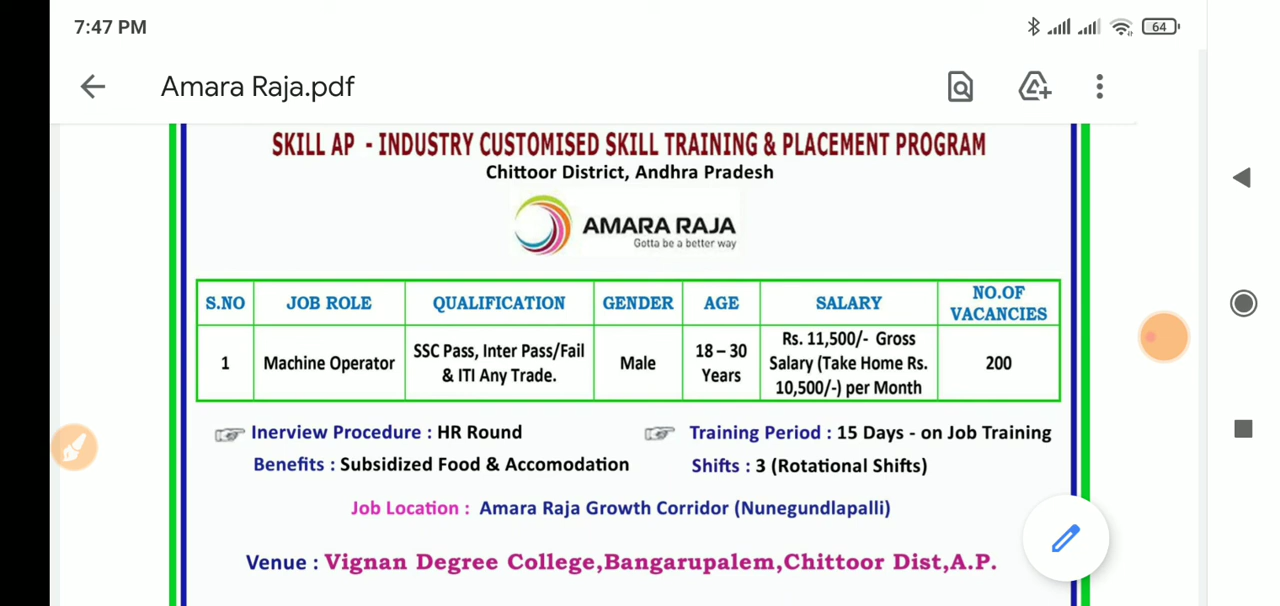 7:47 PM
64
Amara Raja.pdf
SKILL AP - INDUSTRY CUSTOMISED SKILL TRAINING & PLACEMENT PROGRAM
Chittoor District, Andhra Pradesh
AMARA RAJA
Gotta be a better way
S.NO JOB ROLE QUALIFICATION GENDER AGE SALARY NO.OF VACANCIES
1 Machine Operator SSC Pass, Inter Pass/Fail & ITI Any Trade. Male 18 – 30 Years Rs. 11,500/- Gross Salary (Take Home Rs. 10,500/-) per Month 200
Inerview Procedure : HR Round Training Period : 15 Days - on Job Training
Benefits : Subsidized Food & Accomodation Shifts : 3 (Rotational Shifts)
Job Location : Amara Raja Growth Corridor (Nunegundlapalli)
Venue : Vignan Degree College,Bangarupalem,Chittoor Dist,A.P.